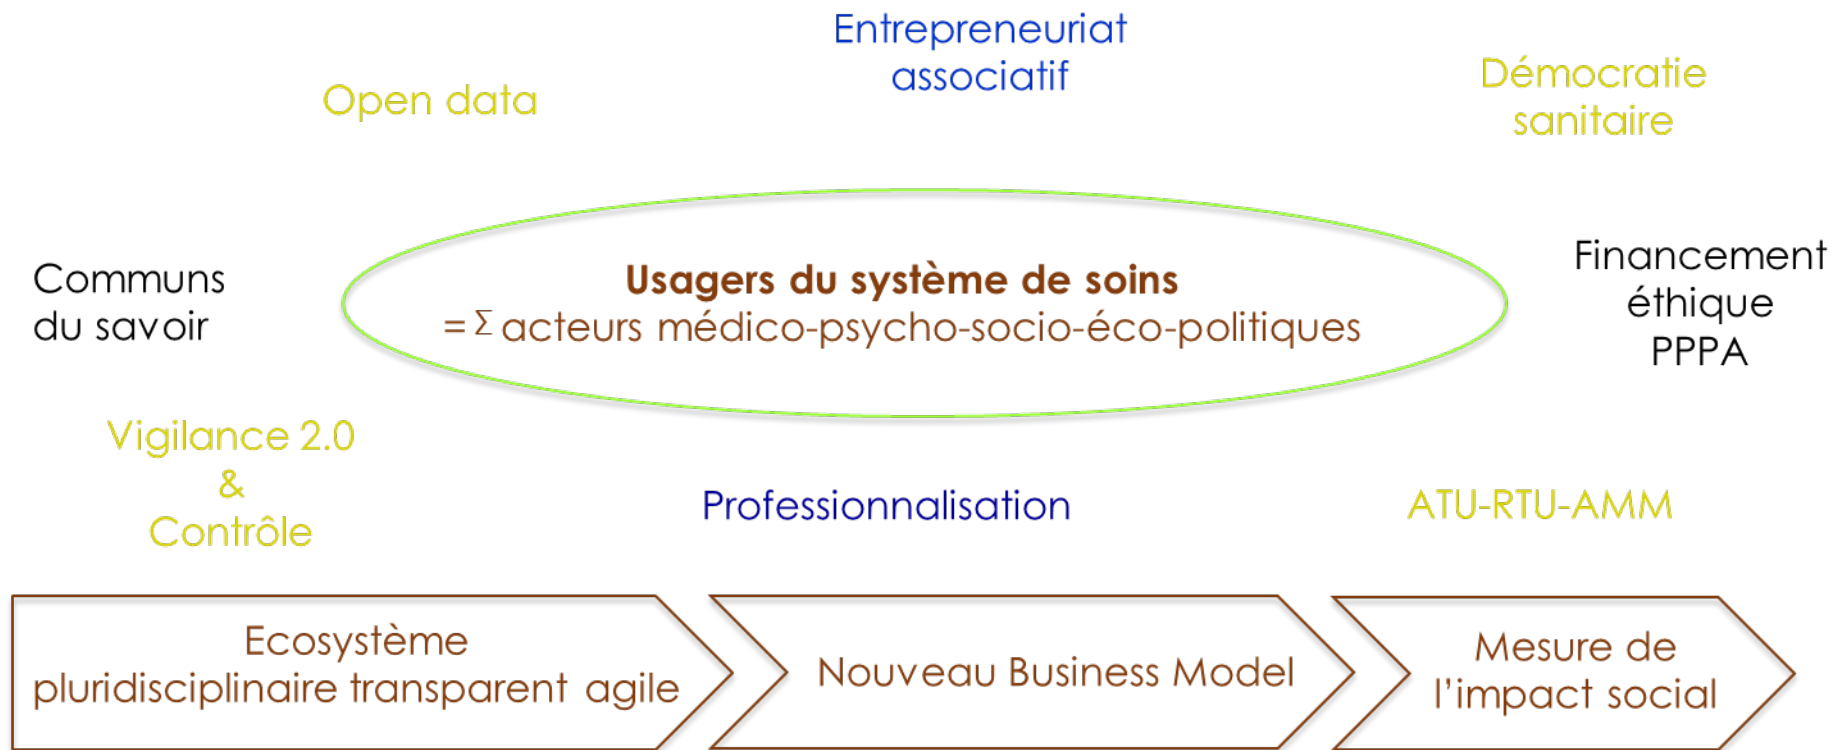 Entrepreneuriat
associatif
Open data
Démocratie
sanitaire
Communs
du savoir
Usagers du système de soins
= Σ acteurs médico-psycho-socio-éco-politiques
Financement
éthique
PPPA
Vigilance 2.0
&
Contrôle
Professionnalisation
ATU-RTU-AMM
Ecosystème
pluridisciplinaire transparent agile
Nouveau Business Model
Mesure de
l’impact social